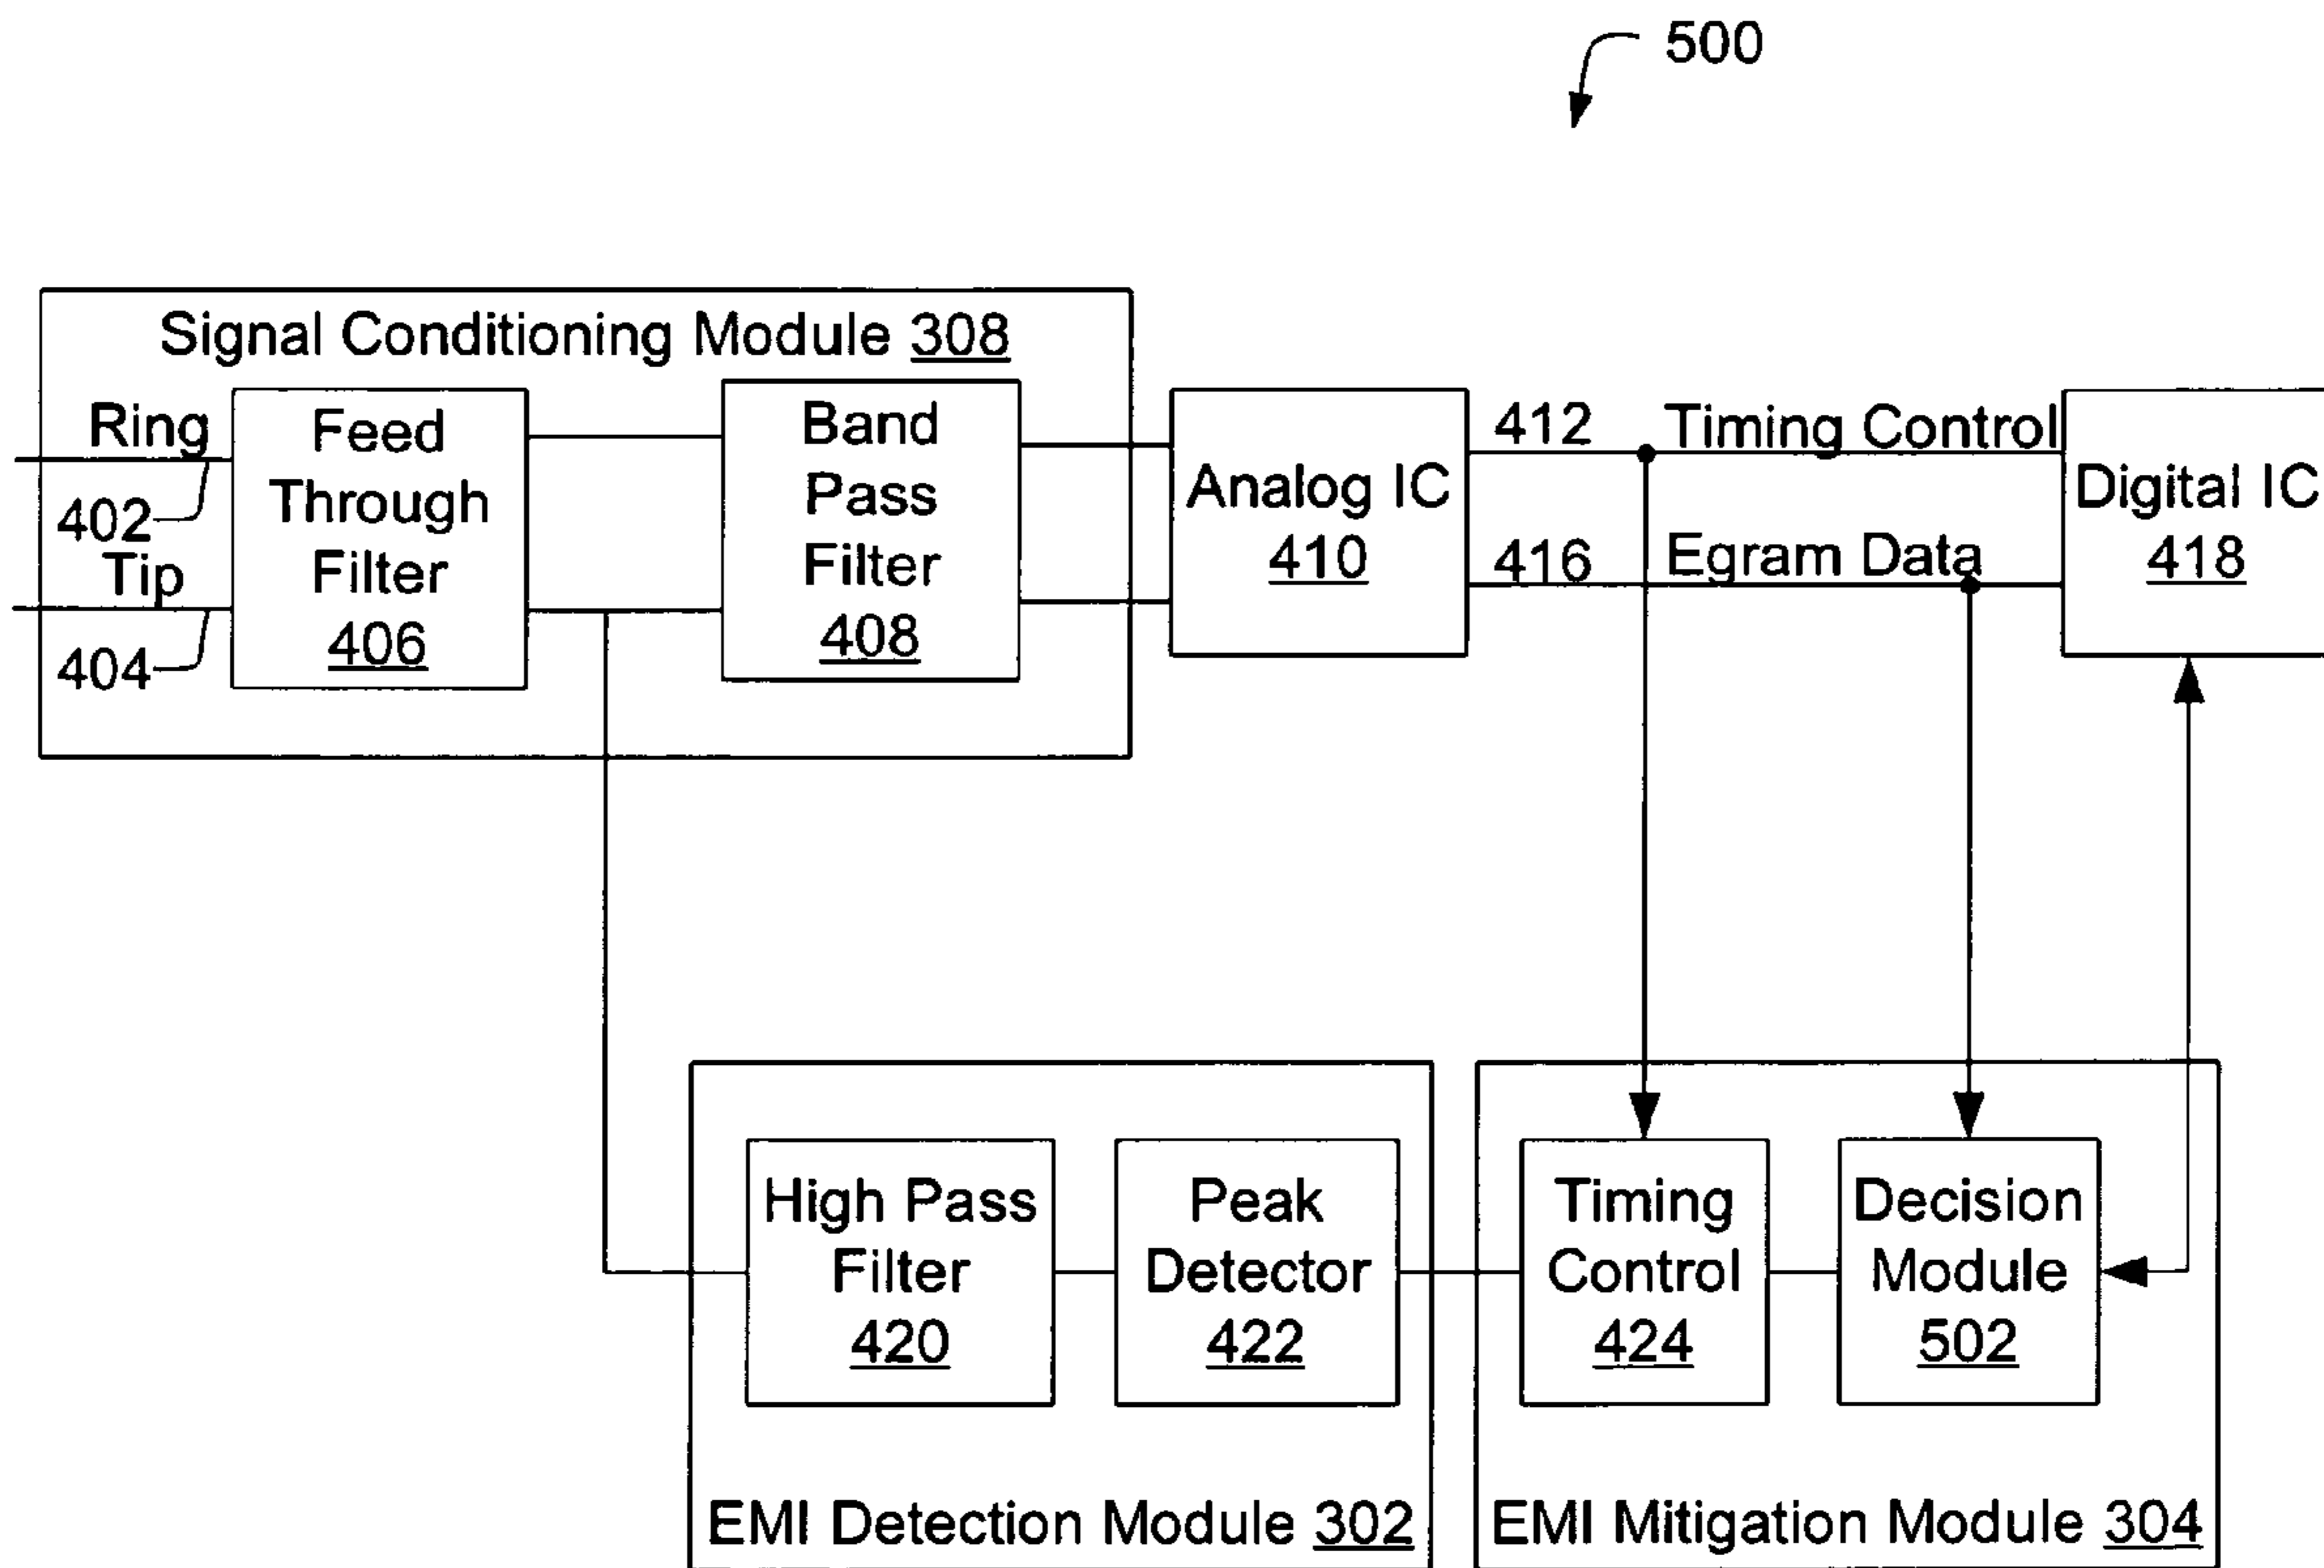 500
Signal Conditioning Module 308
Ring
402
Tip
404
Feed
Through
Filter
406
Band
Pass
Filter
408
Analog IC
410
412
Timing Control
416
Egram Data
Digital IC
418
High Pass
Filter
420
Peak
Detector
422
EMI Detection Module 302
Timing
Control
424
Decision
Module
502
EMI Mitigation Module 304